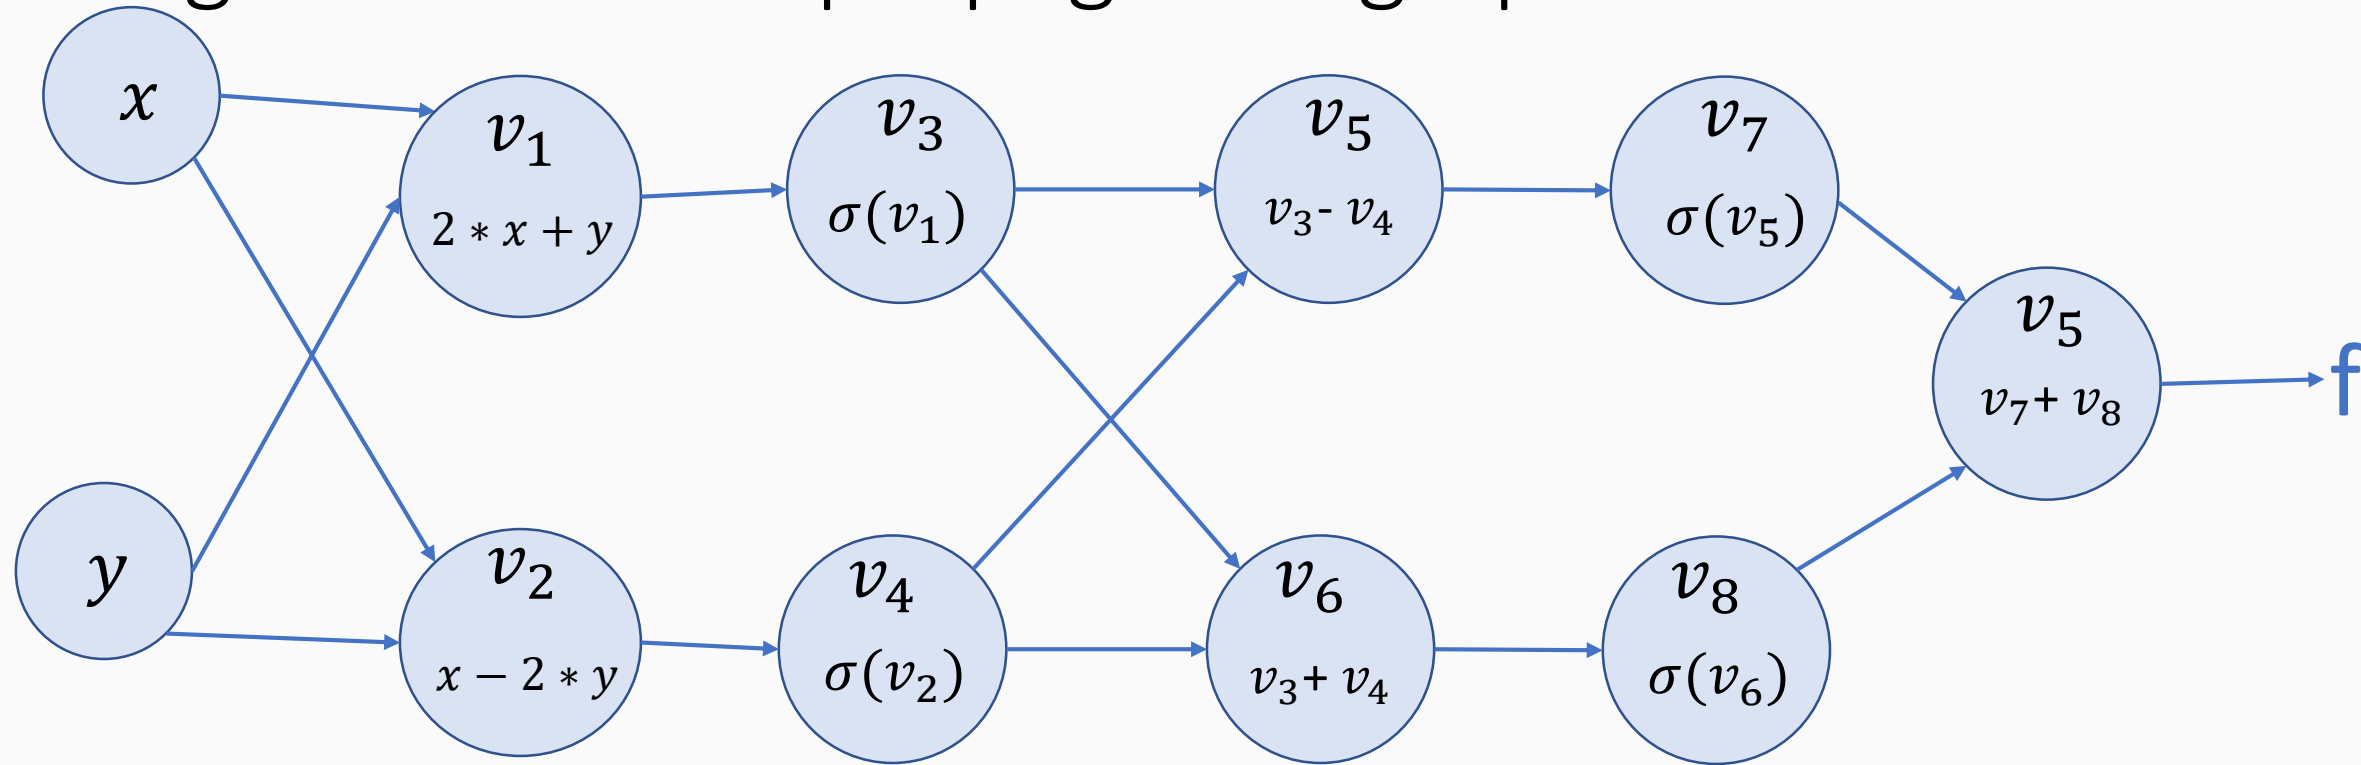 x
v₁
2 * x + y
v₃
σ(v₁)
v₅
v₃- v₄
v₇
σ(v₅)
v₅
v₇+ v₈
f
y
v₂
x − 2 * y
v₄
σ(v₂)
v₆
v₃+ v₄
v₈
σ(v₆)